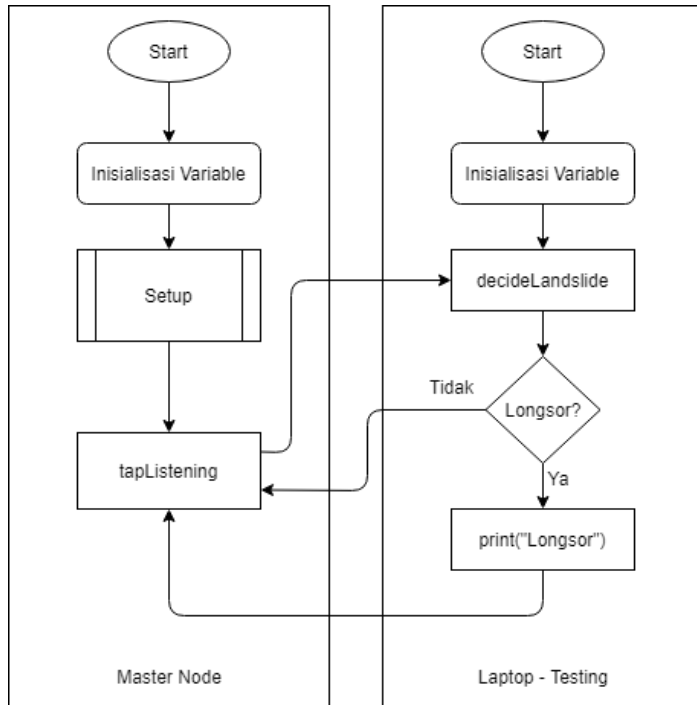 Start
Inisialisasi Variable
Setup
tapListening
Master Node
Start
Inisialisasi Variable
decideLandslide
Longsor?
Tidak
Ya
print("Longsor")
Laptop - Testing